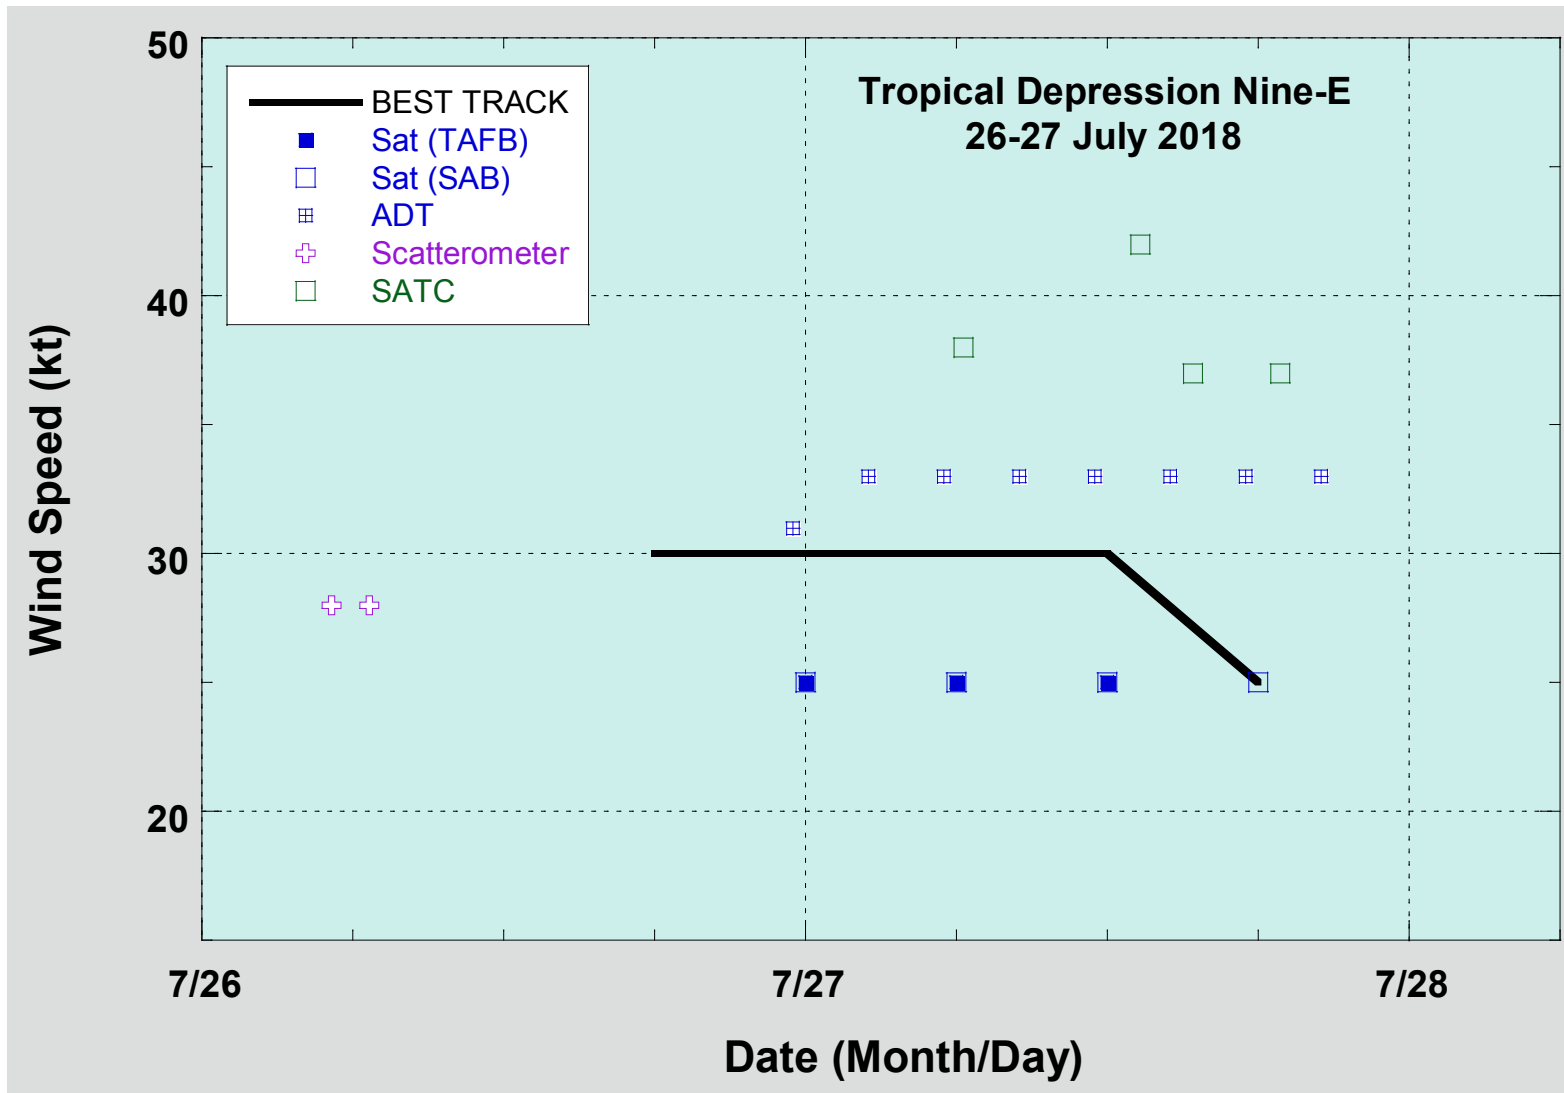 50
40
30
20
Wind Speed (kt)
BEST TRACK
Sat (TAFB)
Sat (SAB)
ADT
Scatterometer
SATC
Tropical Depression Nine-E
26-27 July 2018
7/26
7/27
7/28
Date (Month/Day)